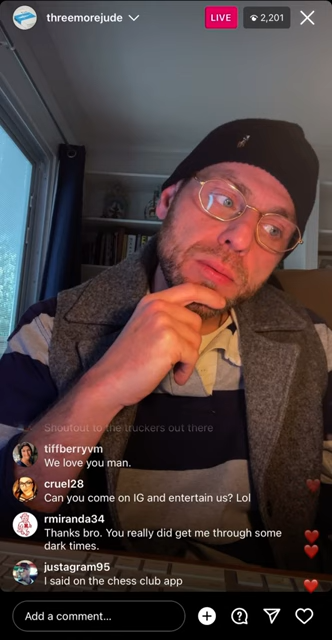 threemorejude
LIVE
2,201
Shoutout to the truckers out there
tiffberryvm
We love you man.
cruel28
Can you come on IG and entertain us? Lol
rmiranda34
Thanks bro. You really did get me through some
dark times.
justagram95
I said on the chess club app
Add a comment...